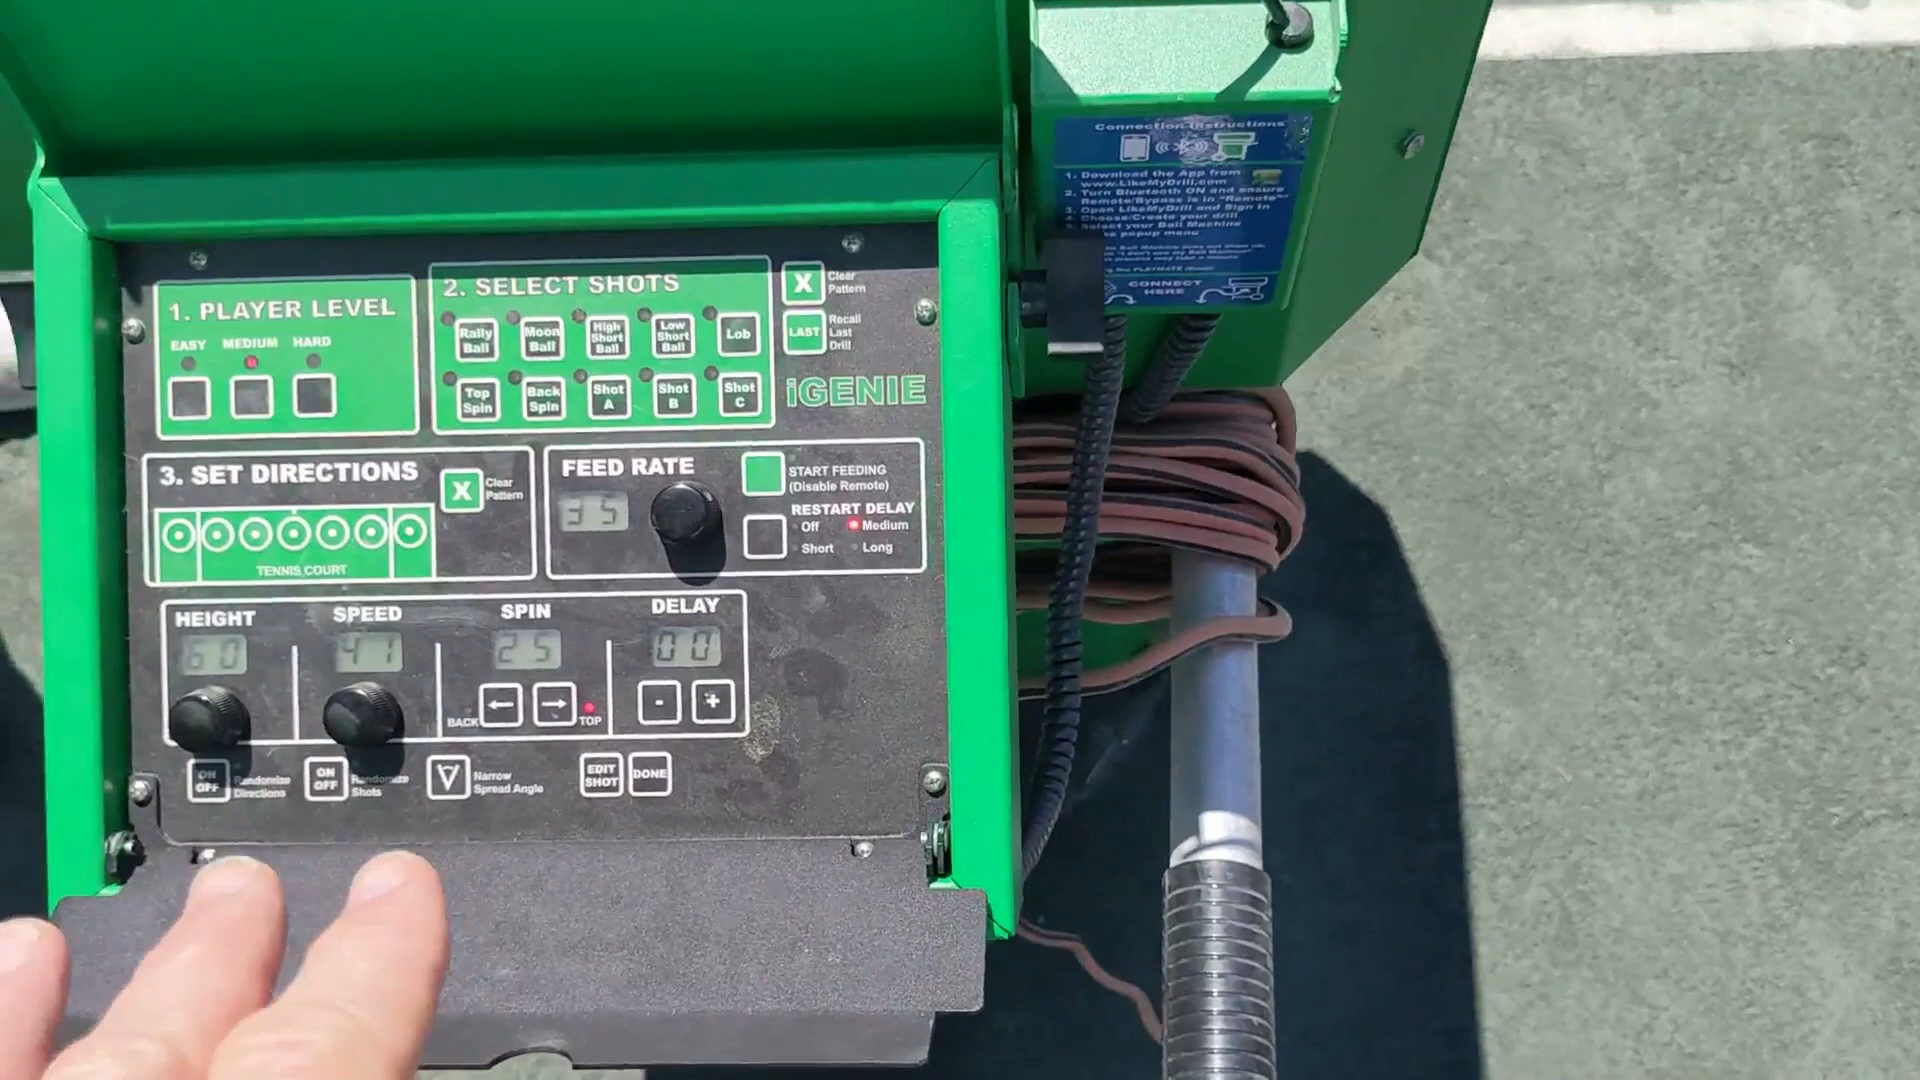 Connection Instructions
1. Download the App from
www.LikeMyDrill.com
2. Turn Bluetooth ON and ensure
Remote/Bypass is in "Remote"
3. Open LikeMyDrill and Sign in
4. Choose/Create your drill
Select your Ball Machine
popup menu
CONNECT
HERE
1. PLAYER LEVEL
EASY MEDIUM HARD
2. SELECT SHOTS
Rally Ball
Moon Ball
High Short Ball
Low Short Ball
Lob
Top Spin
Back Spin
Shot A
Shot B
Shot C
X Clear Pattern
LAST Recall Last Drill
iGENIE
3. SET DIRECTIONS
X Clear Pattern
TENNIS COURT
FEED RATE
35
START FEEDING
(Disable Remote)
RESTART DELAY
Off Medium
Short Long
HEIGHT SPEED SPIN DELAY
60 41 25 00
BACK ← → TOP - +
ON OFF Randomize Directions
ON OFF Randomize Shots
Narrow Spread Angle
EDIT SHOT
DONE